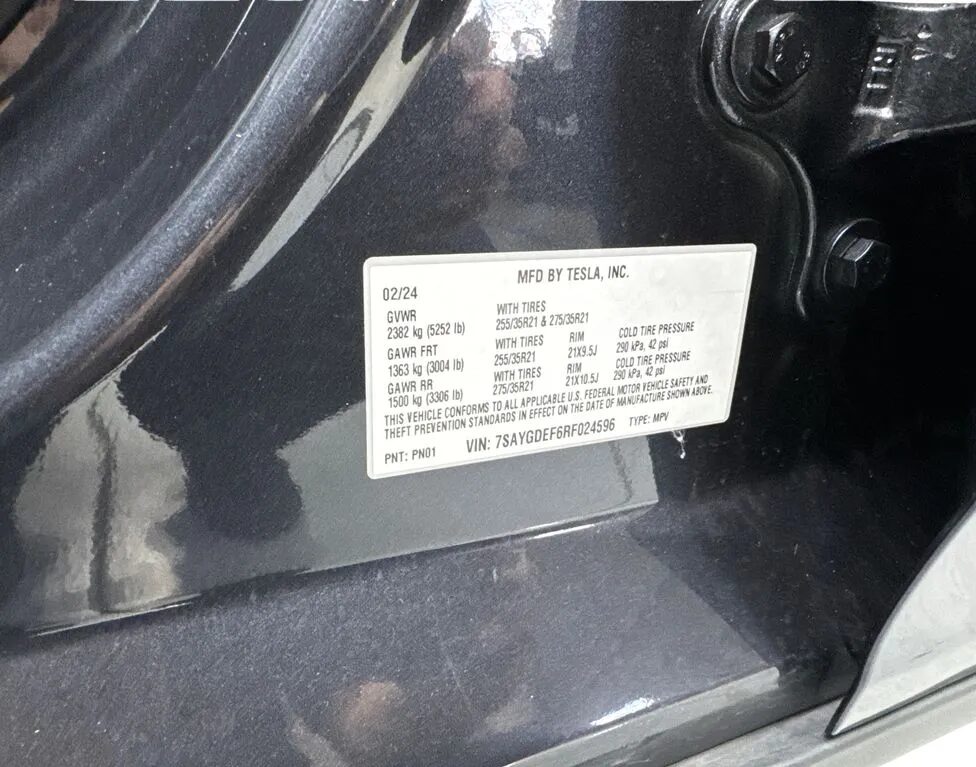 MFD BY TESLA, INC.
02/24
GVWR WITH TIRES
2382 kg (5252 lb) 255/35R21 & 275/35R21
GAWR FRT WITH TIRES RIM COLD TIRE PRESSURE
1363 kg (3004 lb) 255/35R21 21X9.5J 290 kPa, 42 psi
GAWR RR WITH TIRES RIM COLD TIRE PRESSURE
1500 kg (3306 lb) 275/35R21 21X10.5J 290 kPa, 42 psi
THIS VEHICLE CONFORMS TO ALL APPLICABLE U.S. FEDERAL MOTOR VEHICLE SAFETY AND
THEFT PREVENTION STANDARDS IN EFFECT ON THE DATE OF MANUFACTURE SHOWN ABOVE.
PNT: PN01 VIN: 7SAYGDEF6RF024596 TYPE: MPV